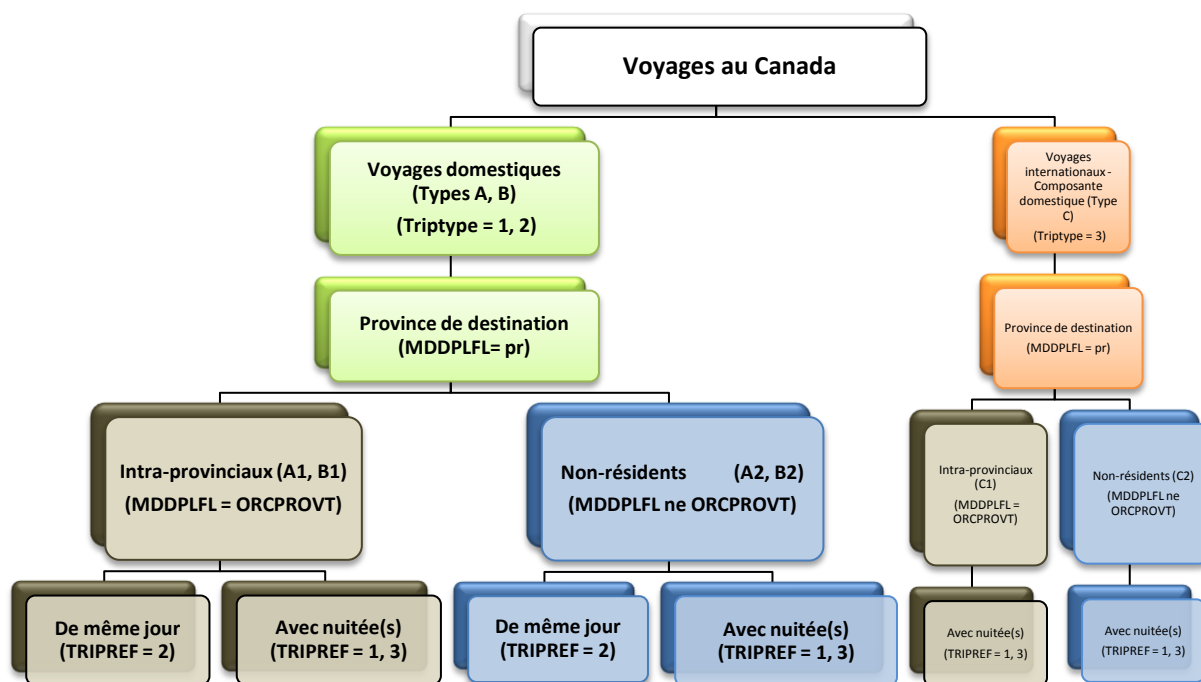 Voyages au Canada
Voyages domestiques
(Types A, B)
(Triptype = 1, 2)
Voyages
internationaux -
Composante
domestique (Type
C)
(Triptype = 3)
Province de destination
(MDDPLFL= pr)
Province de destination
(MDDPLFL = pr)
Intra-provinciaux (A1, B1)
(MDDPLFL = ORCPROVT)
Non-résidents (A2, B2)
(MDDPLFL ne ORCPROVT)
Intra-provinciaux
(C1)
(MDDPLFL =
ORCPROVT)
Non-résidents (C2)
(MDDPLFL ne
ORCPROVT)
De même jour
(TRIPREF = 2)
Avec nuitée(s)
(TRIPREF = 1, 3)
De même jour
(TRIPREF = 2)
Avec nuitée(s)
(TRIPREF = 1, 3)
Avec nuitée(s)
(TRIPREF = 1, 3)
Avec nuitée(s)
(TRIPREF = 1, 3)